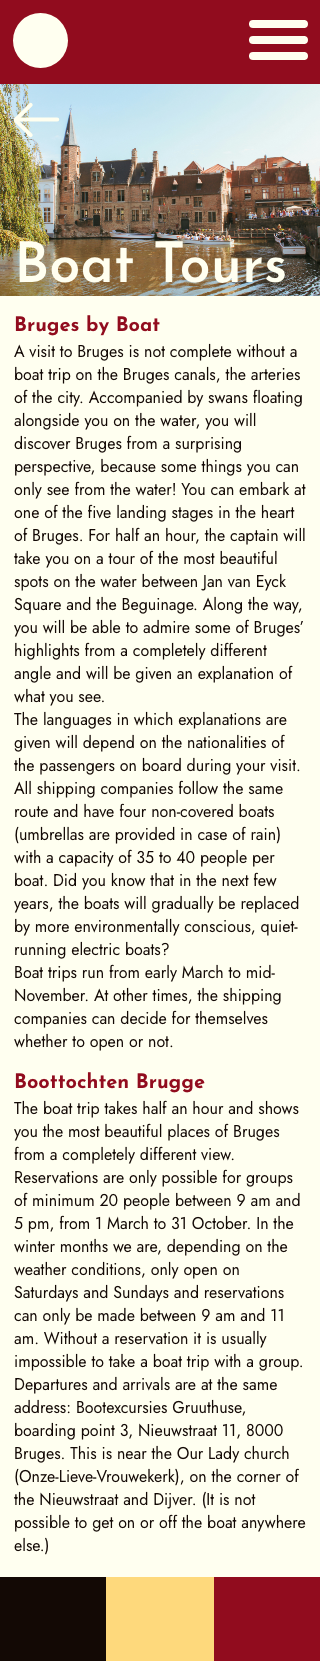 Boat Tours
Bruges by Boat
A visit to Bruges is not complete without a
boat trip on the Bruges canals, the arteries
of the city. Accompanied by swans floating
alongside you on the water, you will
discover Bruges from a surprising
perspective, because some things you can
only see from the water! You can embark at
one of the five landing stages in the heart
of Bruges. For half an hour, the captain will
take you on a tour of the most beautiful
spots on the water between Jan van Eyck
Square and the Beguinage. Along the way,
you will be able to admire some of Bruges’
highlights from a completely different
angle and will be given an explanation of
what you see.
The languages in which explanations are
given will depend on the nationalities of
the passengers on board during your visit.
All shipping companies follow the same
route and have four non-covered boats
(umbrellas are provided in case of rain)
with a capacity of 35 to 40 people per
boat. Did you know that in the next few
years, the boats will gradually be replaced
by more environmentally conscious, quiet-
running electric boats?
Boat trips run from early March to mid-
November. At other times, the shipping
companies can decide for themselves
whether to open or not.
Boottochten Brugge
The boat trip takes half an hour and shows
you the most beautiful places of Bruges
from a completely different view.
Reservations are only possible for groups
of minimum 20 people between 9 am and
5 pm, from 1 March to 31 October. In the
winter months we are, depending on the
weather conditions, only open on
Saturdays and Sundays and reservations
can only be made between 9 am and 11
am. Without a reservation it is usually
impossible to take a boat trip with a group.
Departures and arrivals are at the same
address: Bootexcursies Gruuthuse,
boarding point 3, Nieuwstraat 11, 8000
Bruges. This is near the Our Lady church
(Onze-Lieve-Vrouwekerk), on the corner of
the Nieuwstraat and Dijver. (It is not
possible to get on or off the boat anywhere
else.)